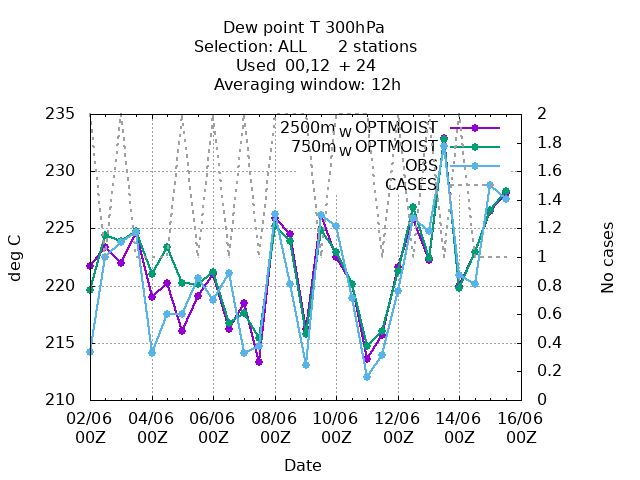 Dew point T 300hPa
Selection: ALL 2 stations
Used 00,12 + 24
Averaging window: 12h
235
230
225
220
215
210
deg C
2
1.8
1.6
1.4
1.2
1
0.8
0.6
0.4
0.2
0
No cases
2500m_W OPTMOIST
750m_W OPTMOIST
OBS
CASES
02/06 04/06 06/06 08/06 10/06 12/06 14/06 16/06
00Z 00Z 00Z 00Z 00Z 00Z 00Z 00Z
Date